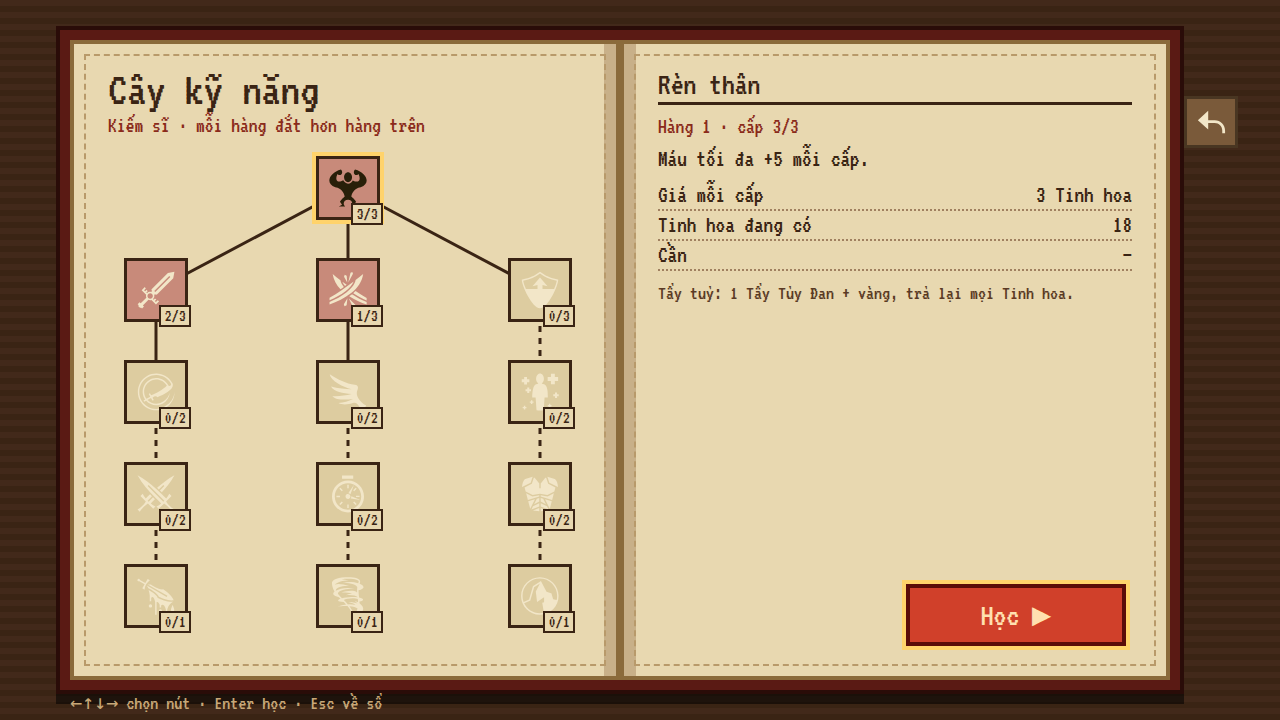 Cây kỹ năng
Kiếm sĩ · mỗi hàng đắt hơn hàng trên
3/3
2/3
1/3
0/3
0/2
0/2
0/2
0/2
0/2
0/2
0/1
0/1
0/1
Rèn thân
Hàng 1 · cấp 3/3
Máu tối đa +5 mỗi cấp.
Giá mỗi cấp 3 Tinh hoa
Tinh hoa đang có 18
Cần —
Tẩy tuỷ: 1 Tẩy Tủy Đan + vàng, trả lại mọi Tinh hoa.
Học ▶
←↑↓→ chọn nút · Enter học · Esc về sổ